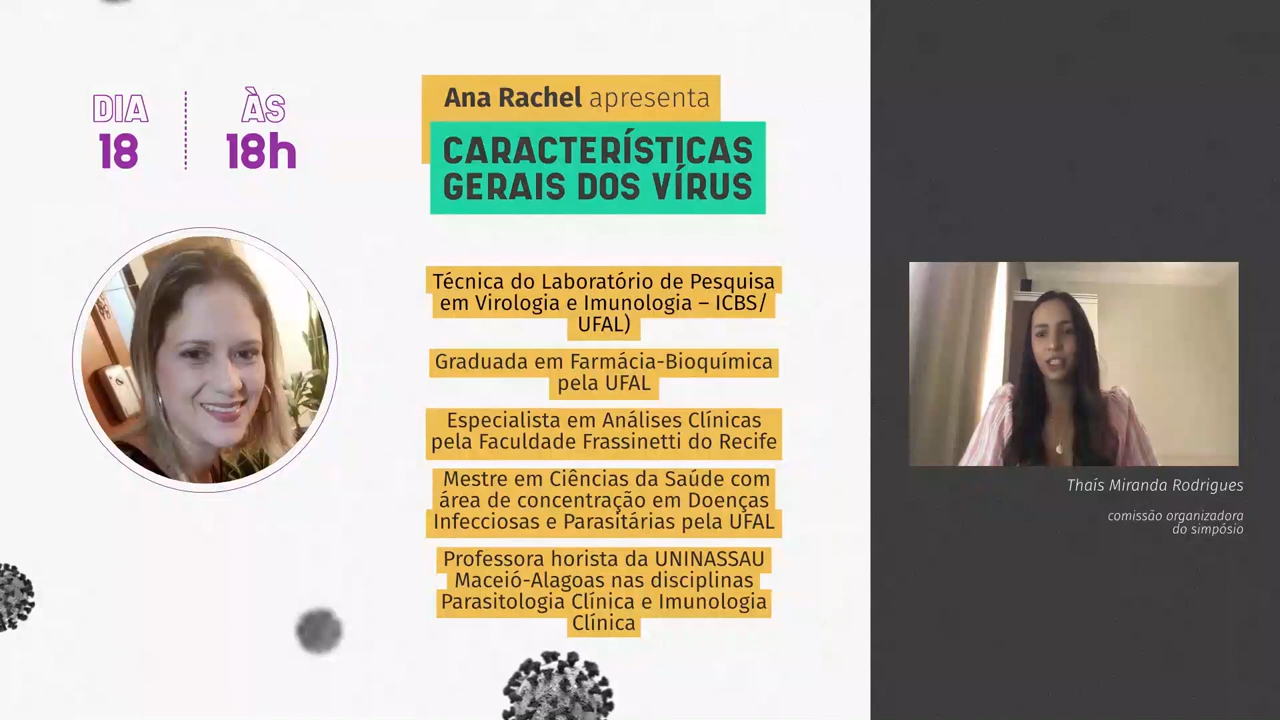 DIA
18
ÀS
18h
Ana Rachel apresenta
CARACTERÍSTICAS
GERAIS DOS VÍRUS
Técnica do Laboratório de Pesquisa
em Virologia e Imunologia – ICBS/
UFAL)
Graduada em Farmácia-Bioquímica
pela UFAL
Especialista em Análises Clínicas
pela Faculdade Frassinetti do Recife
Mestre em Ciências da Saúde com
área de concentração em Doenças
Infecciosas e Parasitárias pela UFAL
Professora horista da UNINASSAU
Maceió-Alagoas nas disciplinas
Parasitologia Clínica e Imunologia
Clínica
Thaís Miranda Rodrigues
comissão organizadora
do simpósio